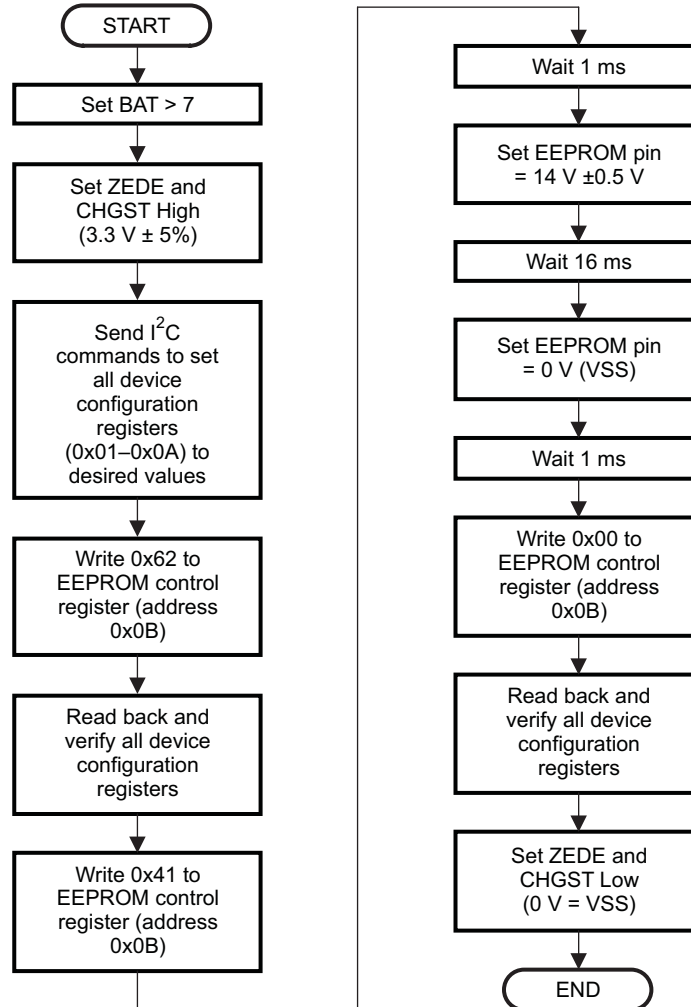 START
Set BAT > 7
Set ZEDE and
CHGST High
(3.3 V ± 5%)
Send I²C
commands to set
all device
configuration
registers
(0x01–0x0A) to
desired values
Write 0x62 to
EEPROM control
register (address
0x0B)
Read back and
verify all device
configuration
registers
Write 0x41 to
EEPROM control
register (address
0x0B)
Wait 1 ms
Set EEPROM pin
= 14 V ±0.5 V
Wait 16 ms
Set EEPROM pin
= 0 V (VSS)
Wait 1 ms
Write 0x00 to
EEPROM control
register (address
0x0B)
Read back and
verify all device
configuration
registers
Set ZEDE and
CHGST Low
(0 V = VSS)
END